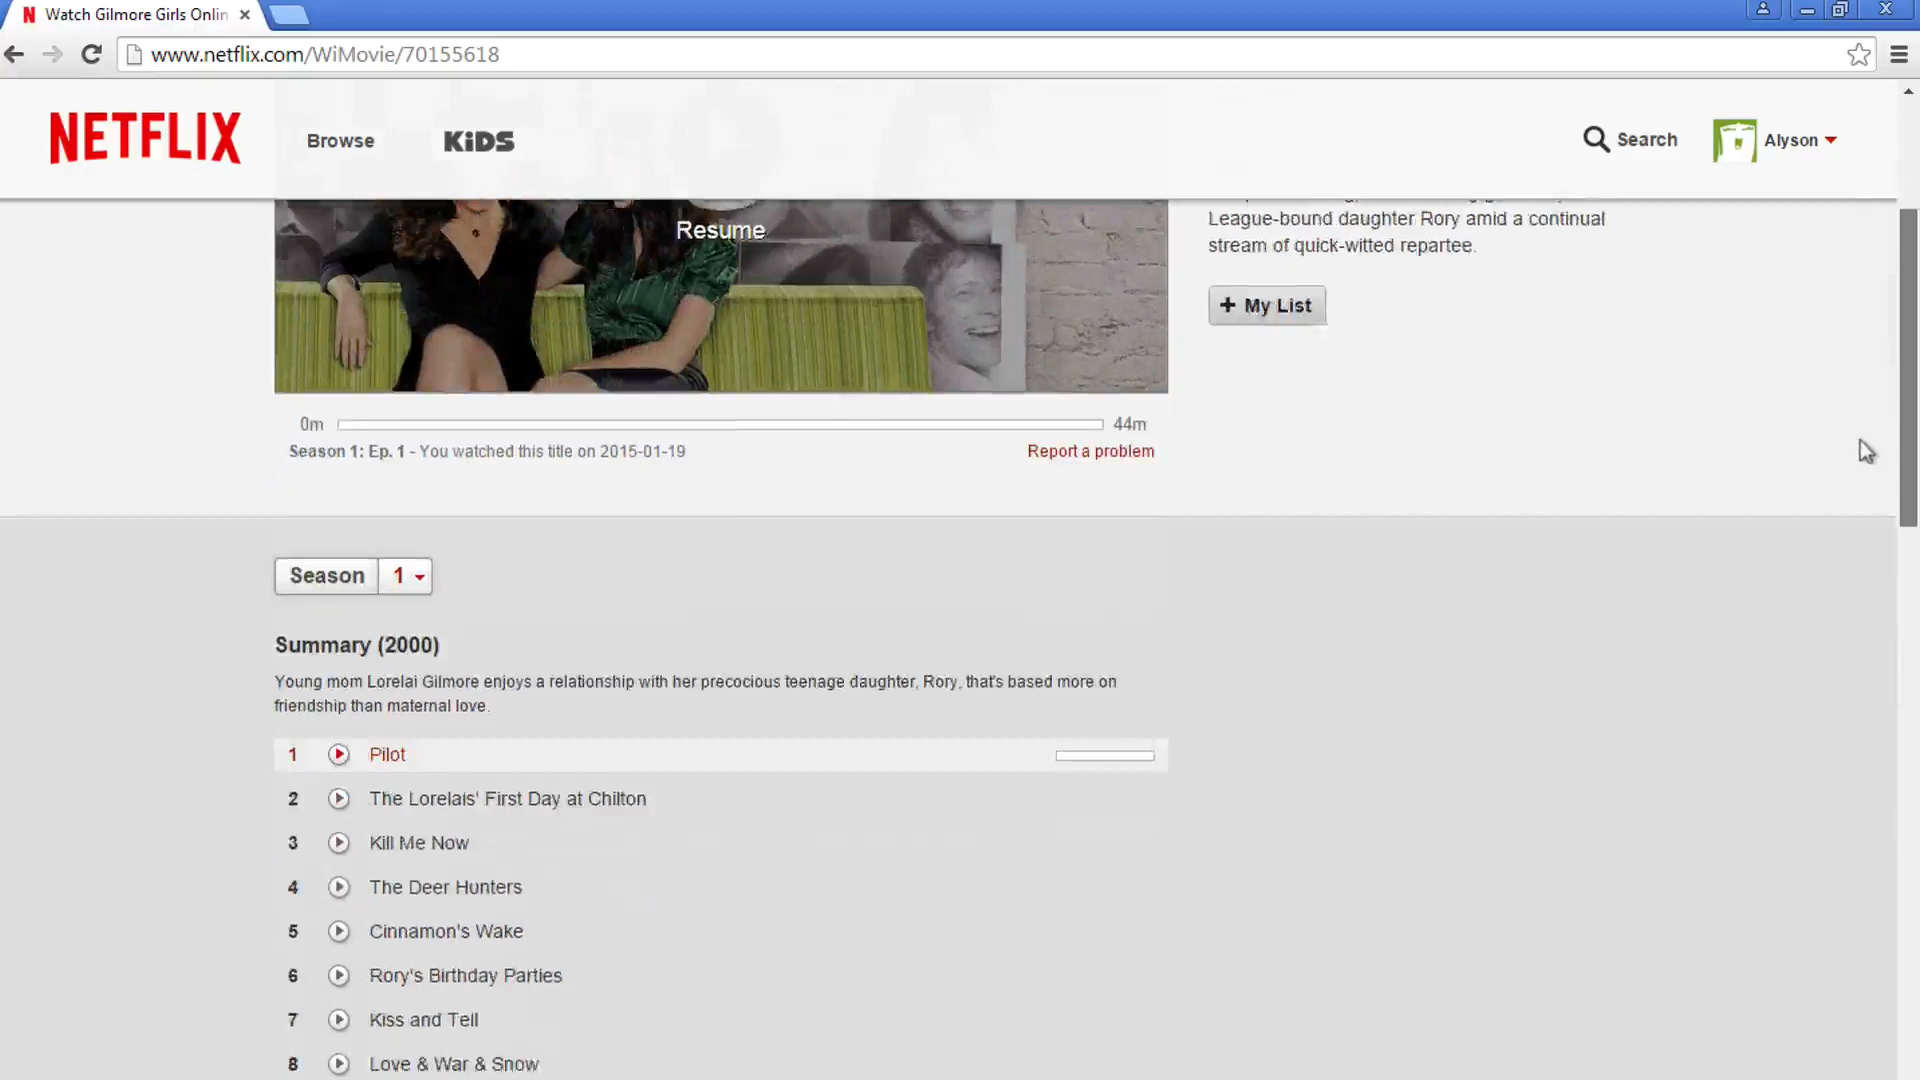 Watch Gilmore Girls Onlin
www.netflix.com/WiMovie/70155618
NETFLIX
Browse
KiDS
Search
Alyson
League-bound daughter Rory amid a continual
stream of quick-witted repartee.
Resume
+ My List
0m
44m
Season 1: Ep. 1 - You watched this title on 2015-01-19
Report a problem
Season 1
Summary (2000)
Young mom Lorelai Gilmore enjoys a relationship with her precocious teenage daughter, Rory, that's based more on
friendship than maternal love.
1 Pilot
2 The Lorelais' First Day at Chilton
3 Kill Me Now
4 The Deer Hunters
5 Cinnamon's Wake
6 Rory's Birthday Parties
7 Kiss and Tell
8 Love & War & Snow